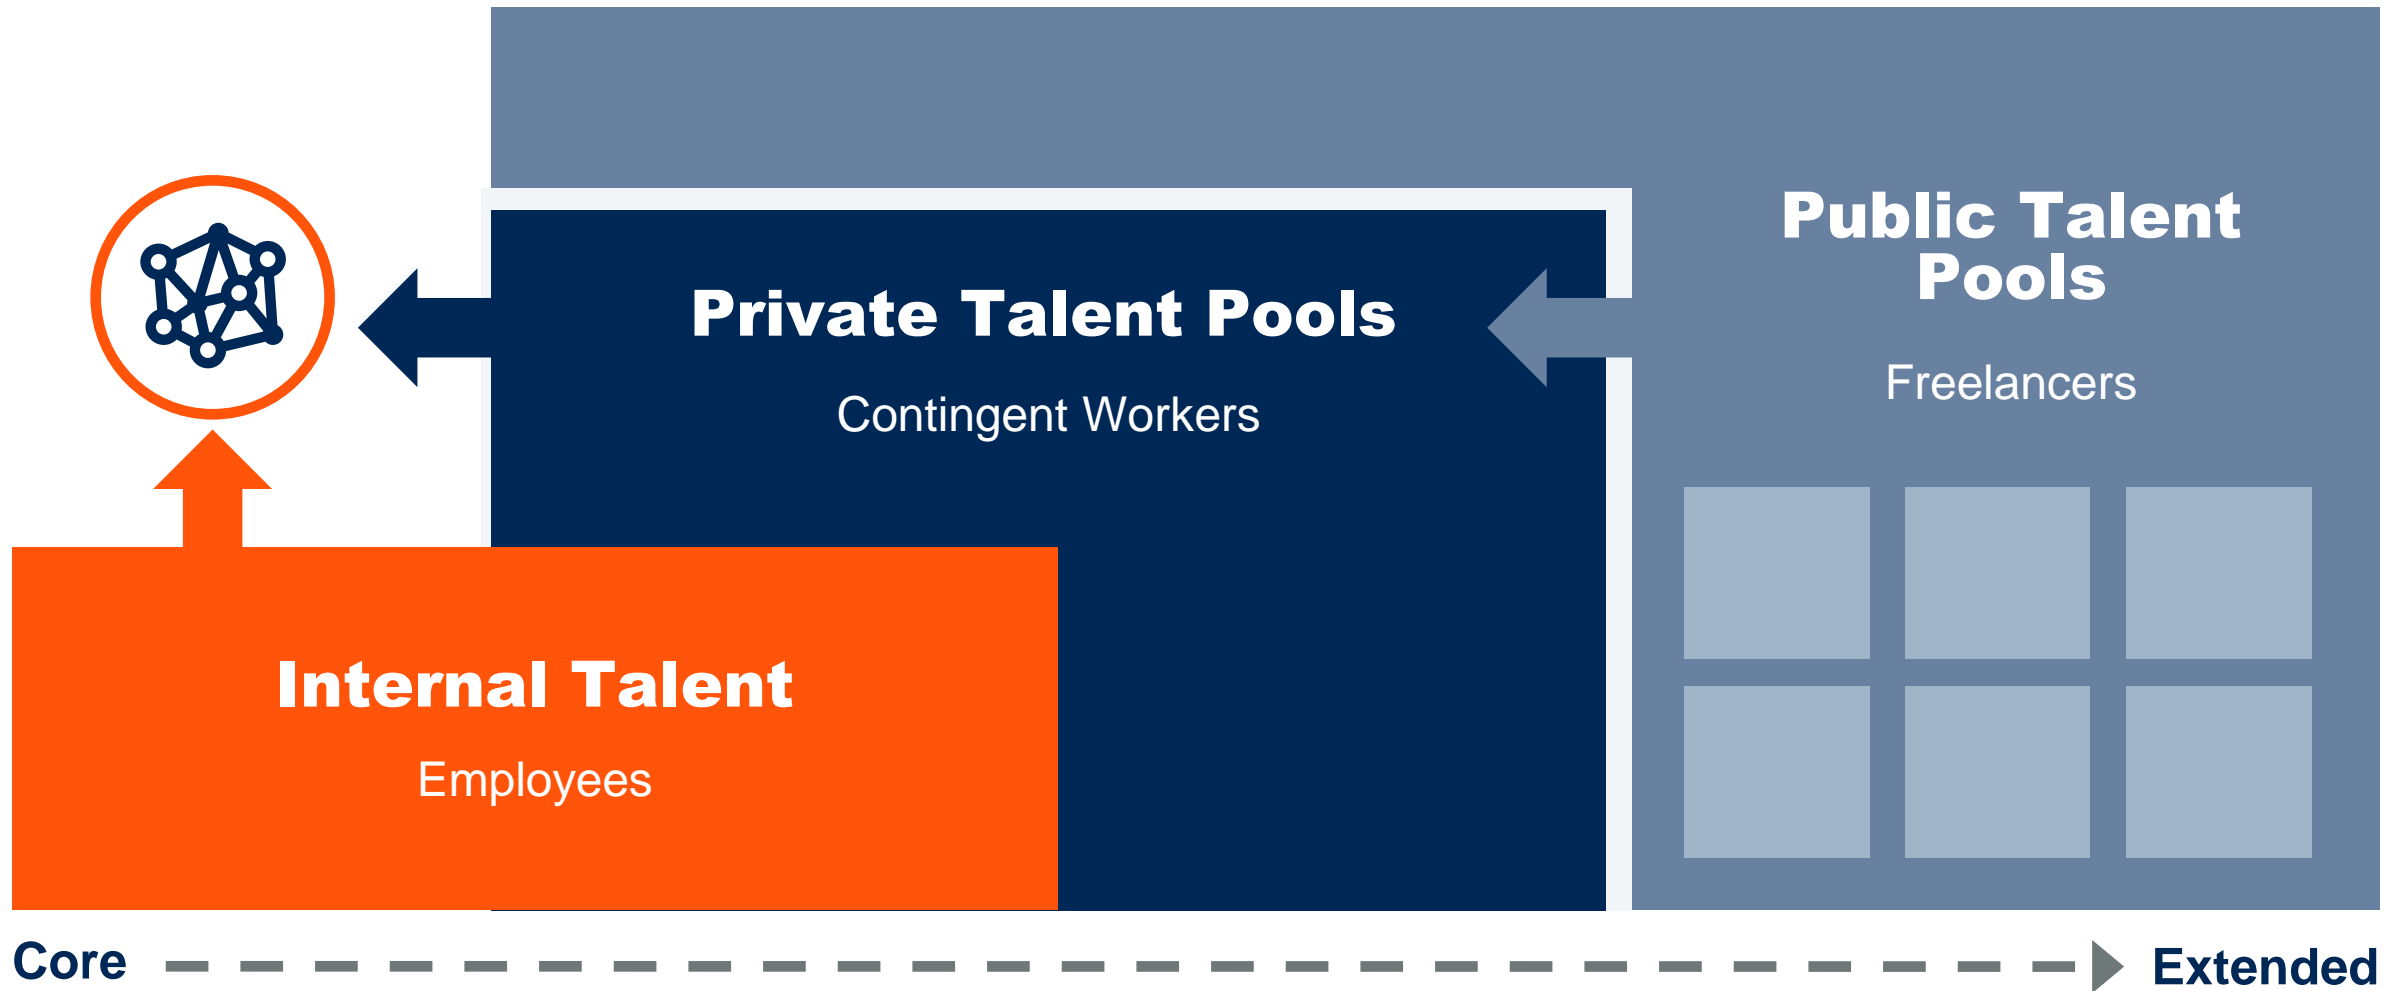 Public Talent
Pools
Freelancers
Private Talent Pools
Contingent Workers
Internal Talent
Employees
Core
Extended